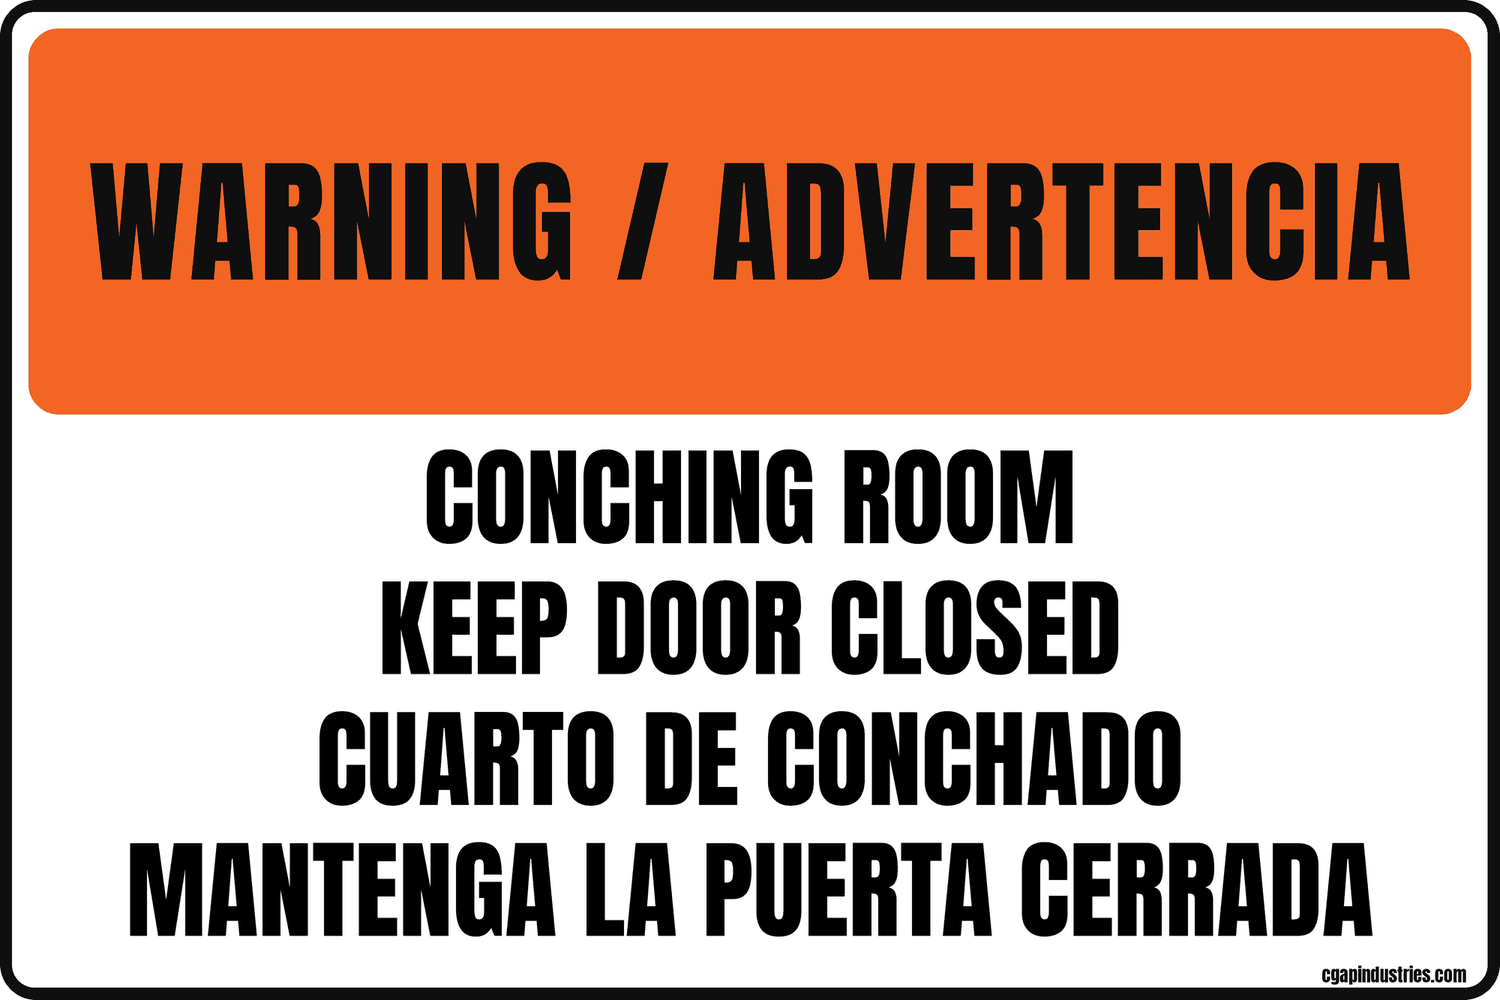 WARNING / ADVERTENCIA
CONCHING ROOM
KEEP DOOR CLOSED
CUARTO DE CONCHADO
MANTENGA LA PUERTA CERRADA
cgapindustries.com